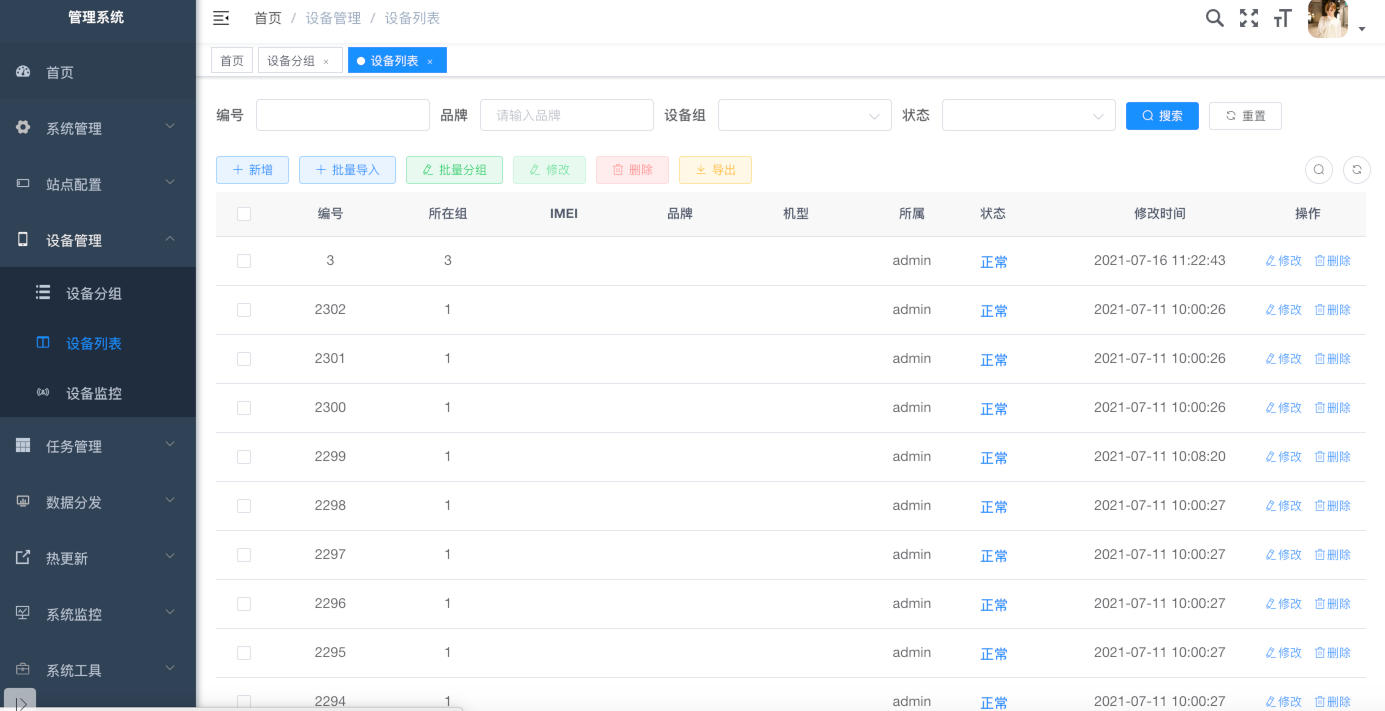 管理系统
首页 / 设备管理 / 设备列表
首页 设备分组 × 设备列表 ×
首页
系统管理
站点配置
设备管理
设备分组
设备列表
设备监控
任务管理
数据分发
热更新
系统监控
系统工具
编号 品牌 请输入品牌 设备组 状态 搜索 重置
新增 批量导入 批量分组 修改 删除 导出
编号 所在组 IMEI 品牌 机型 所属 状态 修改时间 操作
3 3 admin 正常 2021-07-16 11:22:43 修改 删除
2302 1 admin 正常 2021-07-11 10:00:26 修改 删除
2301 1 admin 正常 2021-07-11 10:00:26 修改 删除
2300 1 admin 正常 2021-07-11 10:00:26 修改 删除
2299 1 admin 正常 2021-07-11 10:08:20 修改 删除
2298 1 admin 正常 2021-07-11 10:00:27 修改 删除
2297 1 admin 正常 2021-07-11 10:00:27 修改 删除
2296 1 admin 正常 2021-07-11 10:00:27 修改 删除
2295 1 admin 正常 2021-07-11 10:00:27 修改 删除
2294 1 admin 正常 2021-07-11 10:00:27 修改 删除